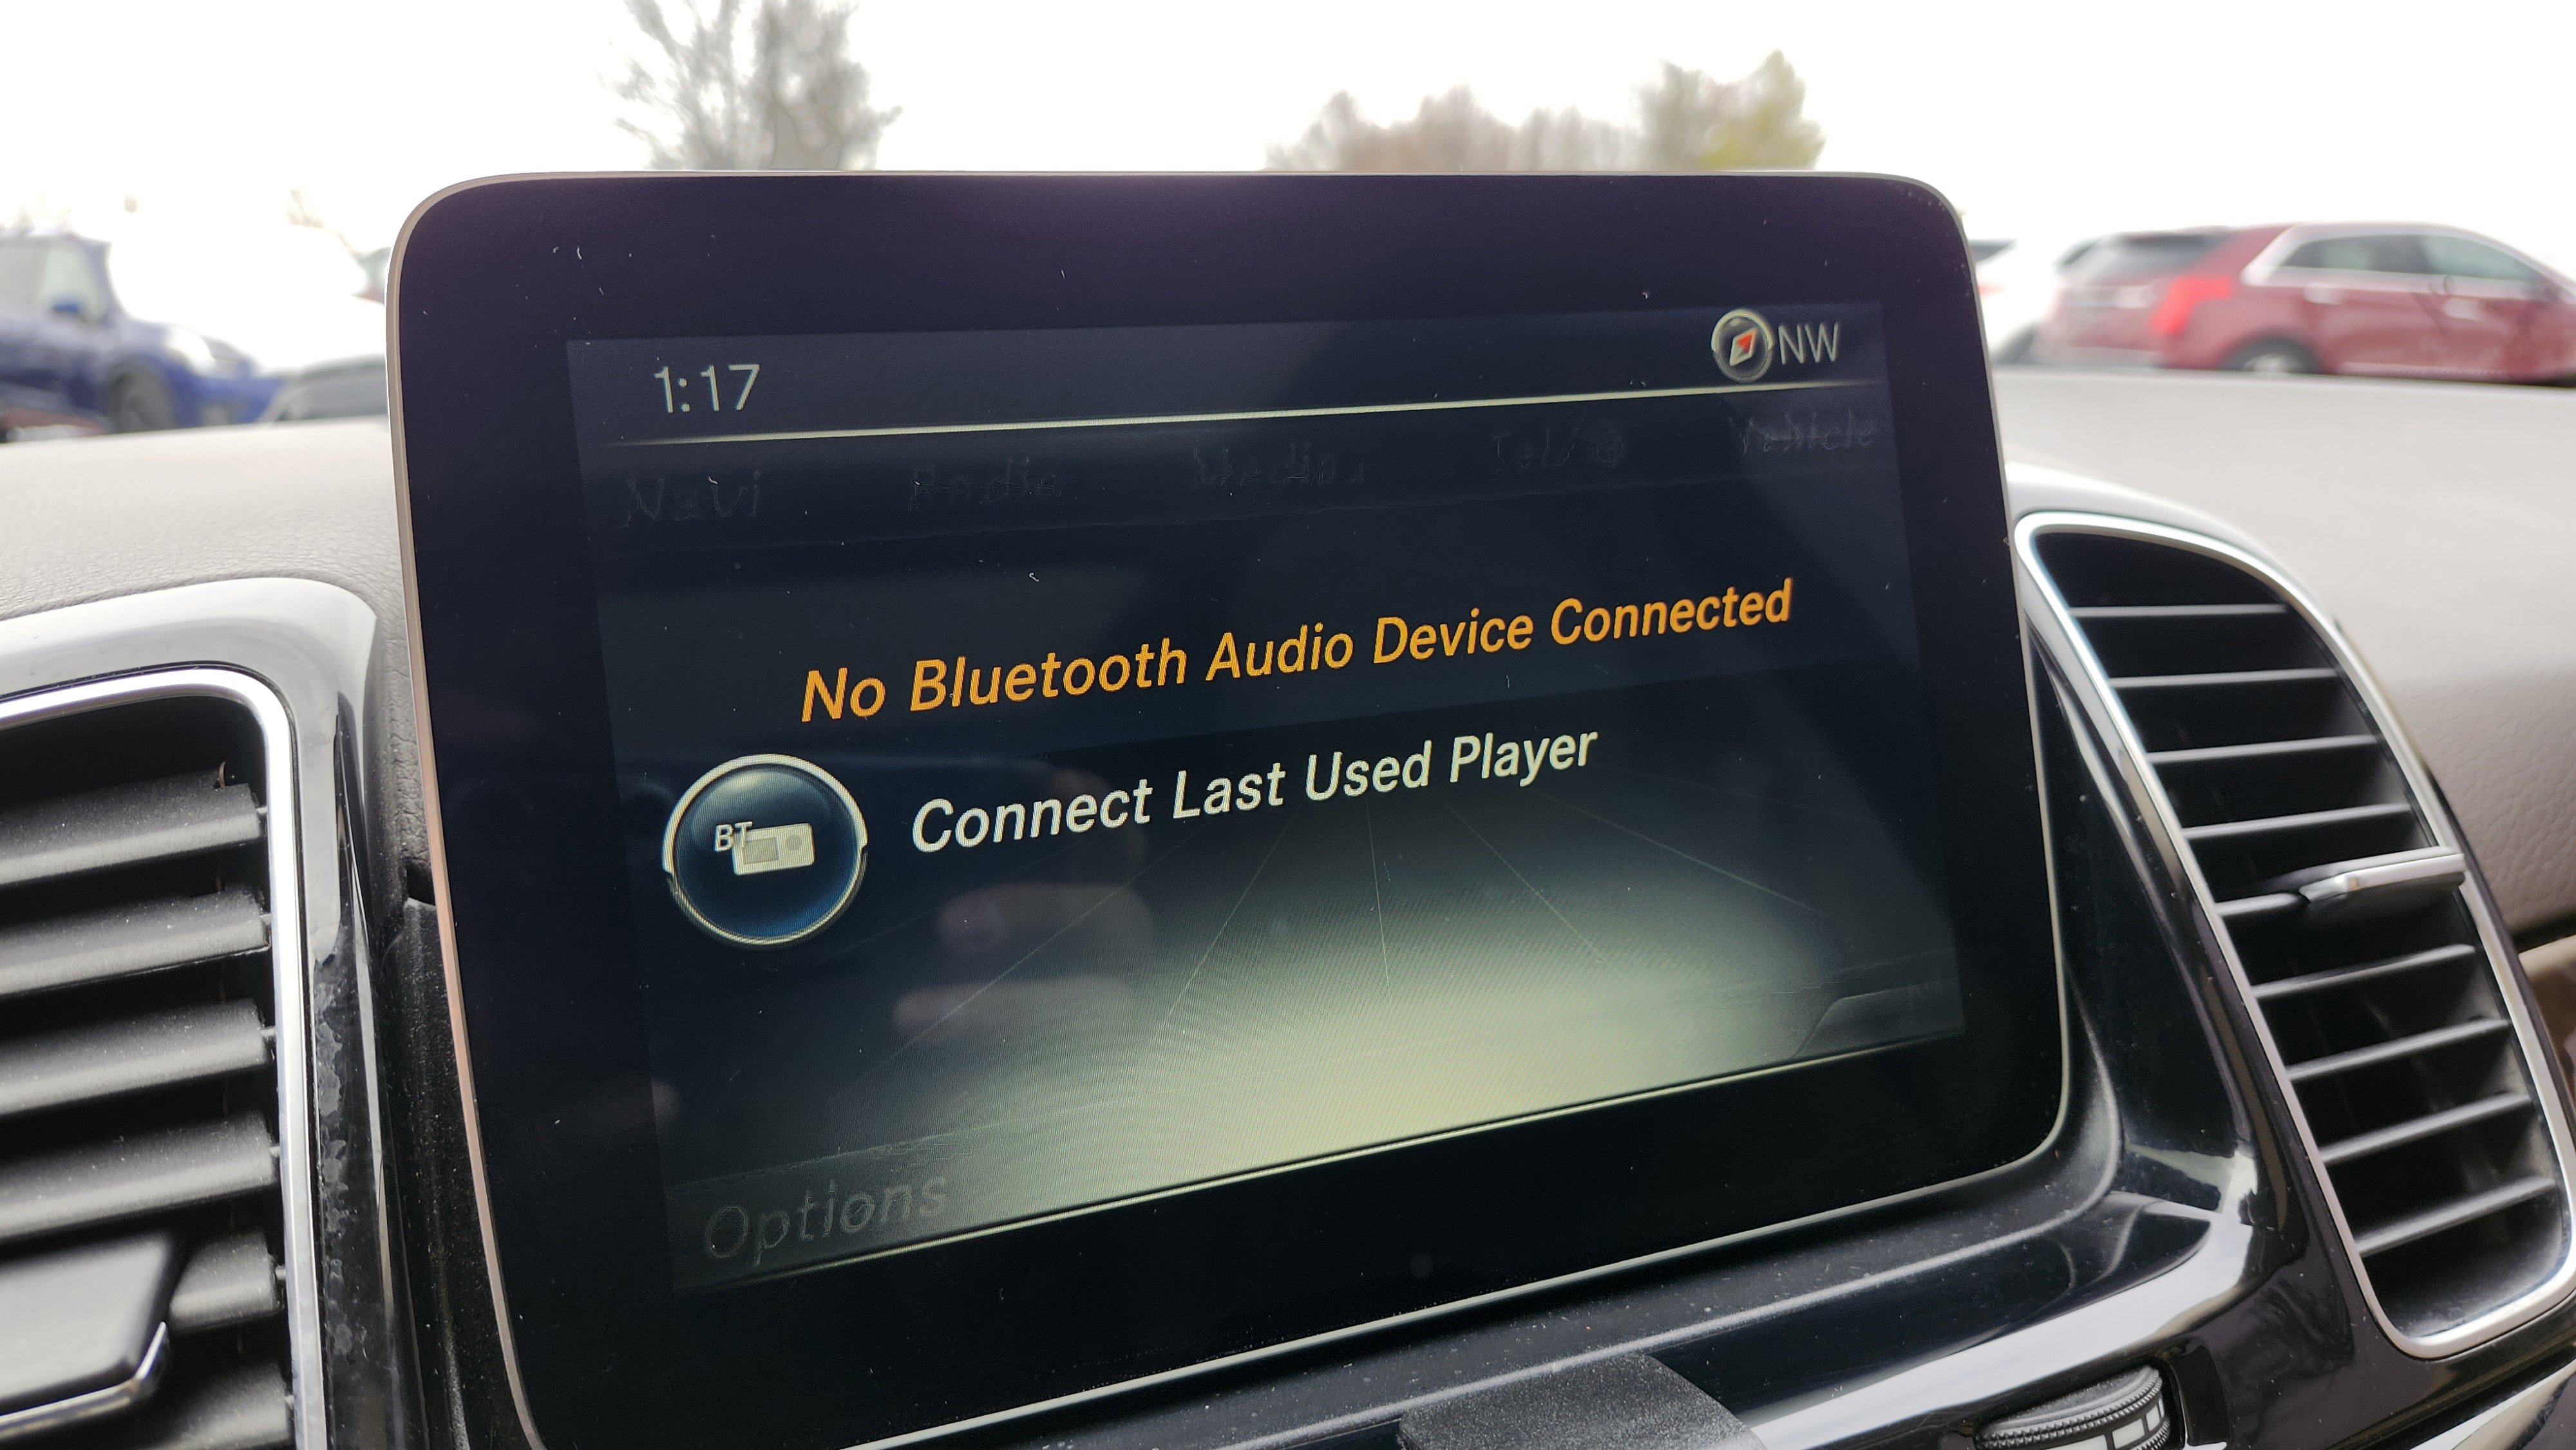 1:17 NW
Navi Radio Media Tel/ Vehicle
No Bluetooth Audio Device Connected
BT Connect Last Used Player
Options